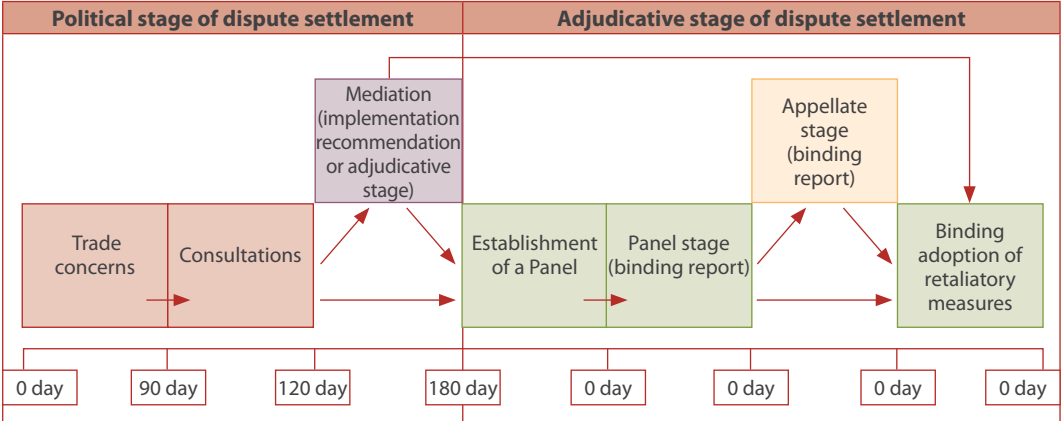 Political stage of dispute settlement
Adjudicative stage of dispute settlement
Mediation
(implementation
recommendation
or adjudicative
stage)
Appellate
stage
(binding
report)
Trade
concerns
Consultations
Establishment
of a Panel
Panel stage
(binding report)
Binding
adoption of
retaliatory
measures
0 day
90 day
120 day
180 day
0 day
0 day
0 day
0 day